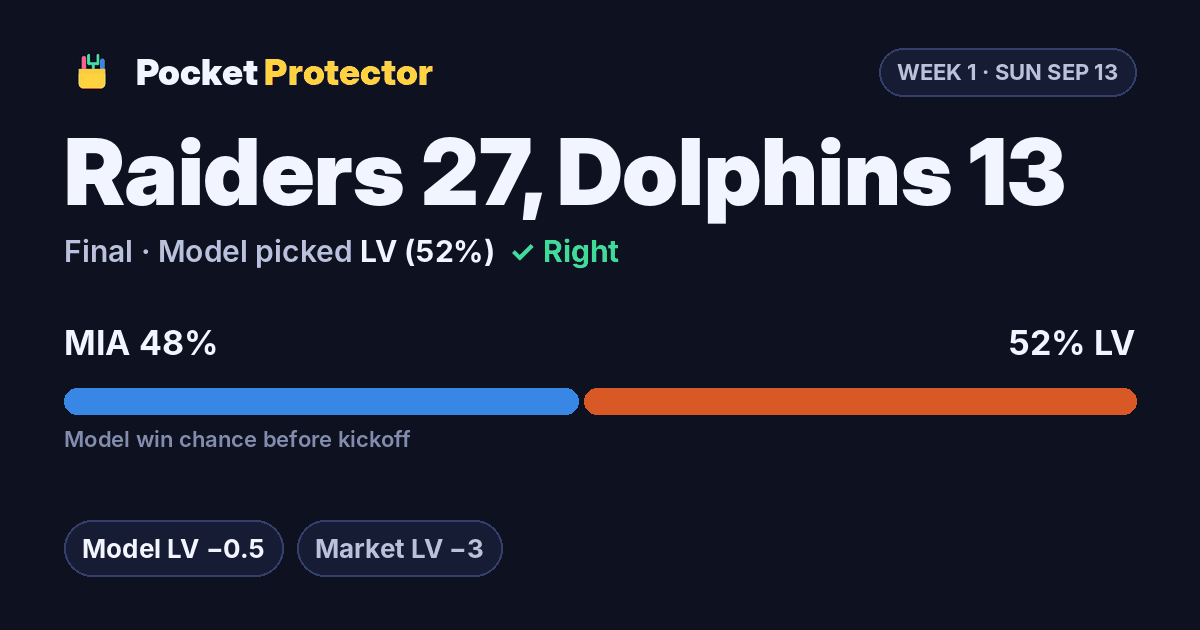 Pocket Protector
WEEK 1 · SUN SEP 13
Raiders 27, Dolphins 13
Final · Model picked LV (52%) ✓ Right
MIA 48%
52% LV
Model win chance before kickoff
Model LV −0.5
Market LV −3